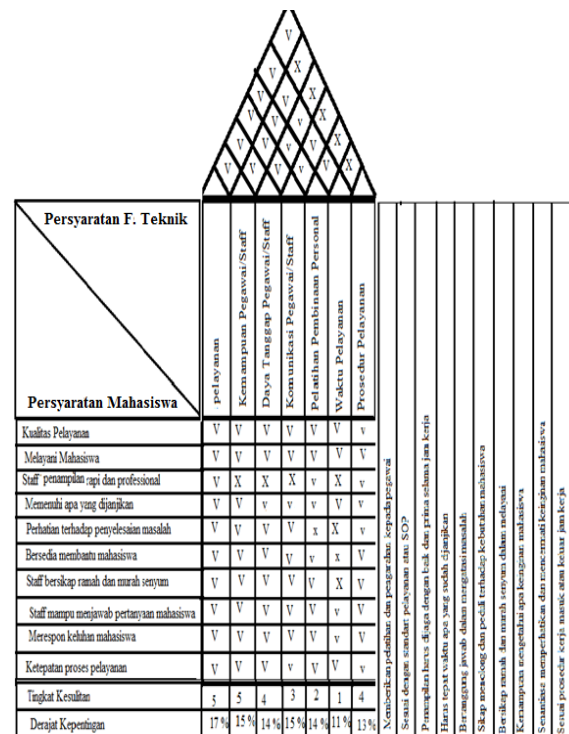 V
V X
V X
V V X
V V X
V V v X
V V v X
V V v v X
Persyaratan F. Teknik
Persyaratan Mahasiswa
pelayanan
Kemampuan Pegawai/Staff
Daya Tanggap Pegawai/Staff
Komunikasi Pegawai/Staff
Pelatihan Pembinaan Personal
Waktu Pelayanan
Prosedur Pelayanan
Kualitas Pelayanan V V V V V V v
Melayani Mahasiswa V V V V V V V
Staff penampilan rapi dan professional V X X X v X v
Memenuhi apa yang dijanjikan V V v v v V v
Perhatian terhadap penyelesaian masalah V V V V x X v
Bersedia membantu mahasiswa V V V V v x V
Staff bersikap ramah dan murah senyum V V V V V X V
Staff mampu menjawab pertanyaan mahasiswa V V V V V v V
Merespon keluhan mahasiswa V V V V V v V
Ketepatan proses pelayanan V V V v V V v
Tingkat Kesulitan 5 5 4 3 2 1 4
Derajat Kepentingan 17 % 15 % 14 % 15 % 14 % 11 % 13 %
Memberikan pelatihan dan pengarahan kepada pegawai
Sesuai dengan standart pelayanan atau SOP
Penampilan harus dijaga dengan baik dan prima selama jam kerja
Harus tepat waktu apa yang sudah dijanjikan
Bertanggung jawab dalam mengatasi masalah
Sikap menolong dan peduli terhadap kebutuhan mahasiswa
Bersikap ramah dan murah senyum dalam melayani
Kemampuan mengetahui apa keinginan mahasiswa
Senantiasa memperhatikan dan mencermati keinginan mahasiswa
Sesuai prosedur kerja masuk atau keluar jam kerja